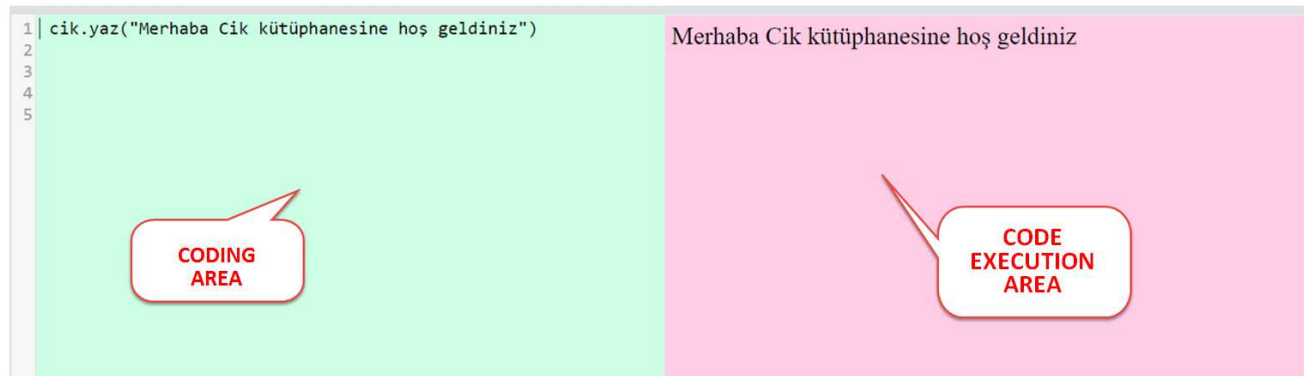 1 cik.yaz("Merhaba Cik kütüphanesine hoş geldiniz")
2
3
4
5
Merhaba Cik kütüphanesine hoş geldiniz
CODING
AREA
CODE
EXECUTION
AREA